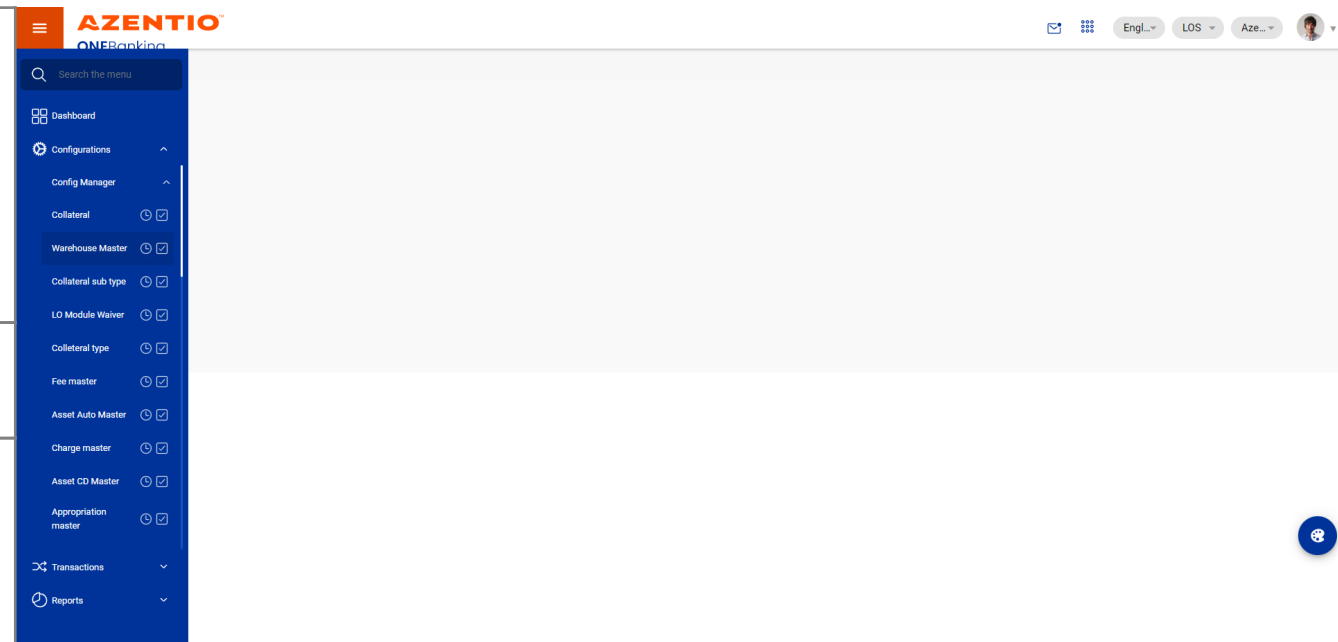 AZENTIO™
ONEBanking
Engl...
LOS
Aze...
Search the menu
Dashboard
Configurations
Config Manager
Collateral
Warehouse Master
Collateral sub type
LO Module Waiver
Colleteral type
Fee master
Asset Auto Master
Charge master
Asset CD Master
Appropriation
master
Transactions
Reports